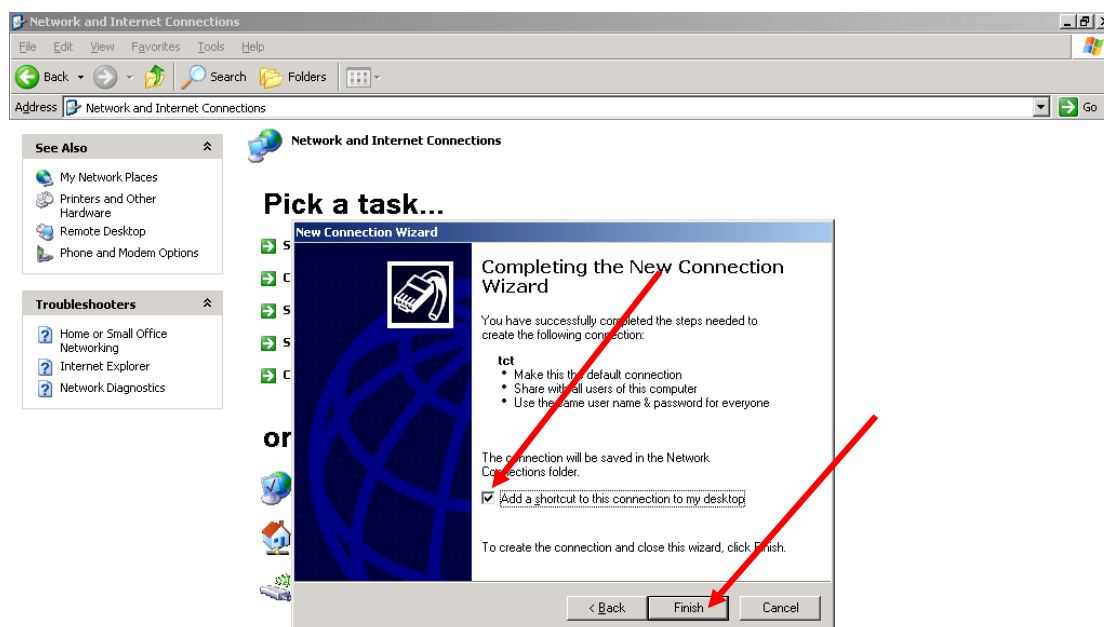 Network and Internet Connections
File Edit View Favorites Tools Help
Back Search Folders
Address Network and Internet Connections Go
See Also
My Network Places
Printers and Other
Hardware
Remote Desktop
Phone and Modem Options
Troubleshooters
Home or Small Office
Networking
Internet Explorer
Network Diagnostics
Network and Internet Connections
Pick a task...
S
C
S
S
C
or
New Connection Wizard
Completing the New Connection
Wizard
You have successfully completed the steps needed to
create the following connection:
tct
• Make this the default connection
• Share with all users of this computer
• Use the same user name & password for everyone
The connection will be saved in the Network
Connections folder.
Add a shortcut to this connection to my desktop
To create the connection and close this wizard, click Finish.
< Back Finish Cancel